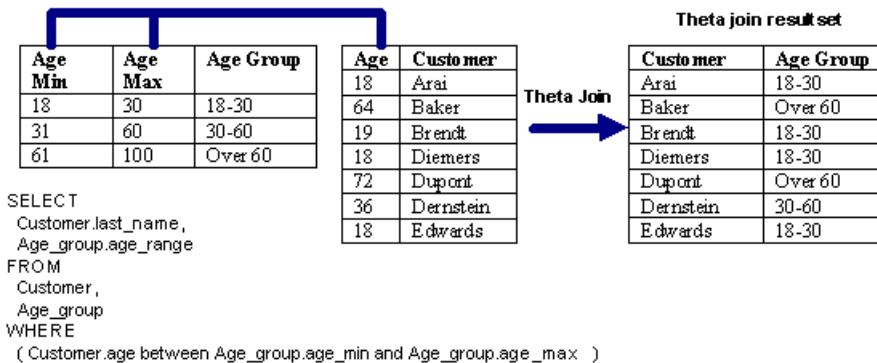 Theta join result set
Age Min Age Max Age Group
18 30 18-30
31 60 30-60
61 100 Over 60
Age Customer
18 Arai
64 Baker
19 Brendt
18 Diemers
72 Dupont
36 Dernstein
18 Edwards
Theta Join
Customer Age Group
Arai 18-30
Baker Over 60
Brendt 18-30
Diemers 18-30
Dupont Over 60
Dernstein 30-60
Edwards 18-30
SELECT
Customer.last_name,
Age_group.age_range
FROM
Customer,
Age_group
WHERE
( Customer.age between Age_group.age_min and Age_group.age_max )